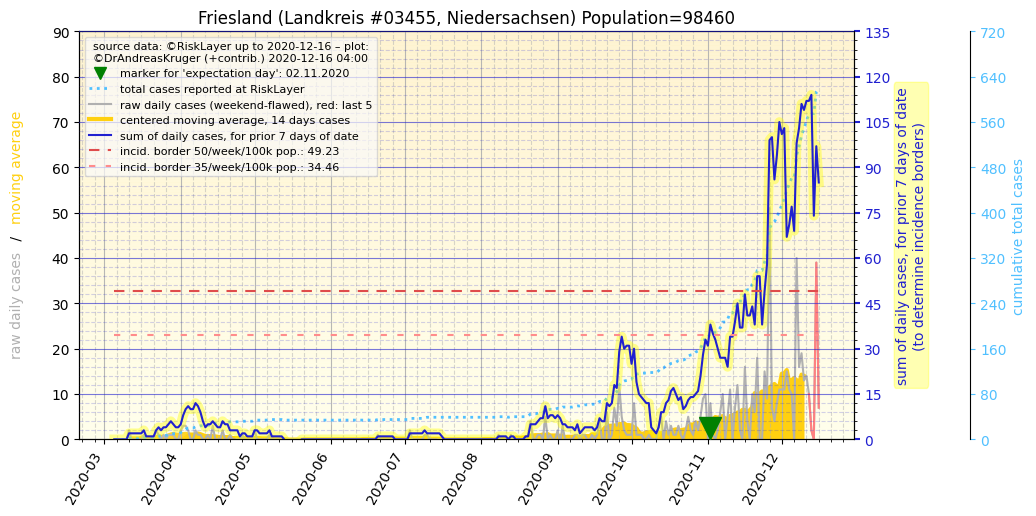 Friesland (Landkreis #03455, Niedersachsen) Population=98460
source data: ©RiskLayer up to 2020-12-16 – plot:
©DrAndreasKruger (+contrib.) 2020-12-16 04:00
marker for 'expectation day': 02.11.2020
total cases reported at RiskLayer
raw daily cases (weekend-flawed), red: last 5
centered moving average, 14 days cases
sum of daily cases, for prior 7 days of date
incid. border 50/week/100k pop.: 49.23
incid. border 35/week/100k pop.: 34.46
raw daily cases / moving average
90
80
70
60
50
40
30
20
10
0
2020-03
2020-04
2020-05
2020-06
2020-07
2020-08
2020-09
2020-10
2020-11
2020-12
135
120
105
90
75
60
45
30
15
0
sum of daily cases, for prior 7 days of date
(to determine incidence borders)
720
640
560
480
400
320
240
160
80
0
cumulative total cases